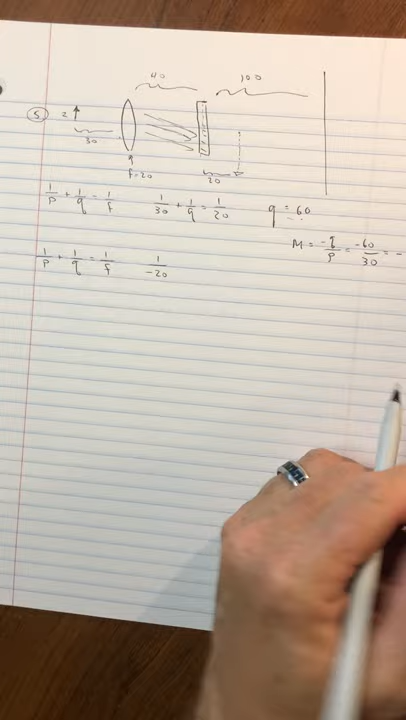 40 100
5 2
30
f=20 20
1/p + 1/q = 1/f 1/30 + 1/q = 1/20 q = 60
M = -q/p = -60/30 = -
1/p + 1/q = 1/f 1/-20